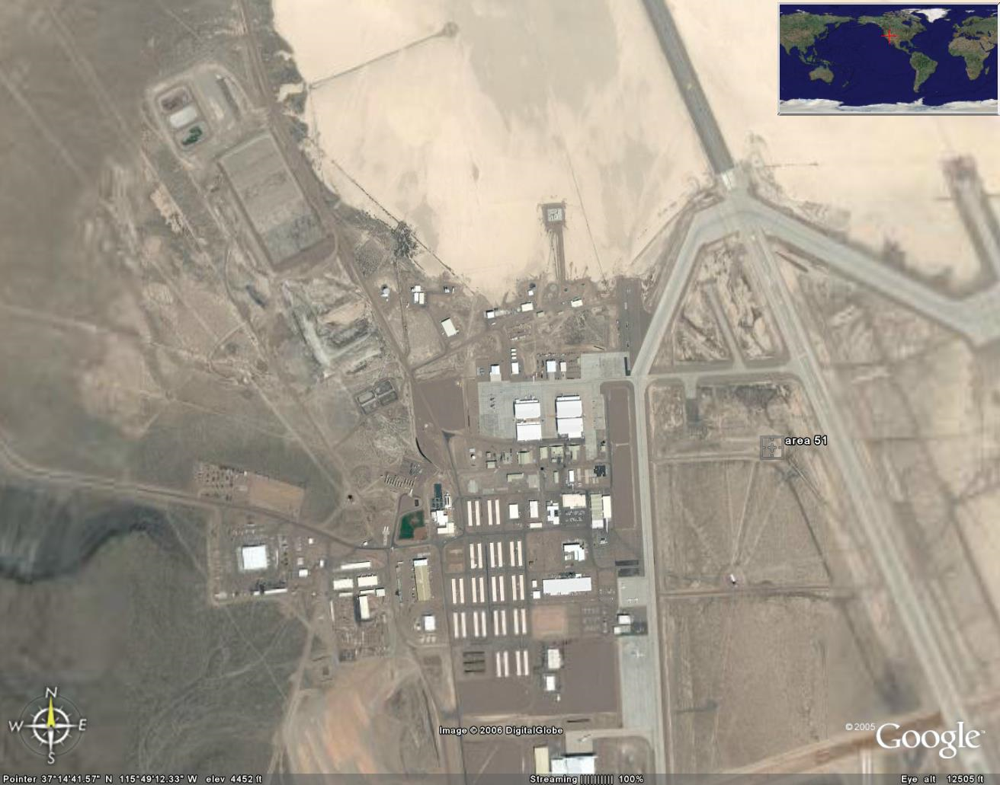 area 51
N
W E
S
Image © 2006 DigitalGlobe
© 2005 Google™
Pointer 37°14'41.57" N 115°49'12.33" W elev 4452 ft Streaming |||||||||| 100% Eye alt 12505 ft